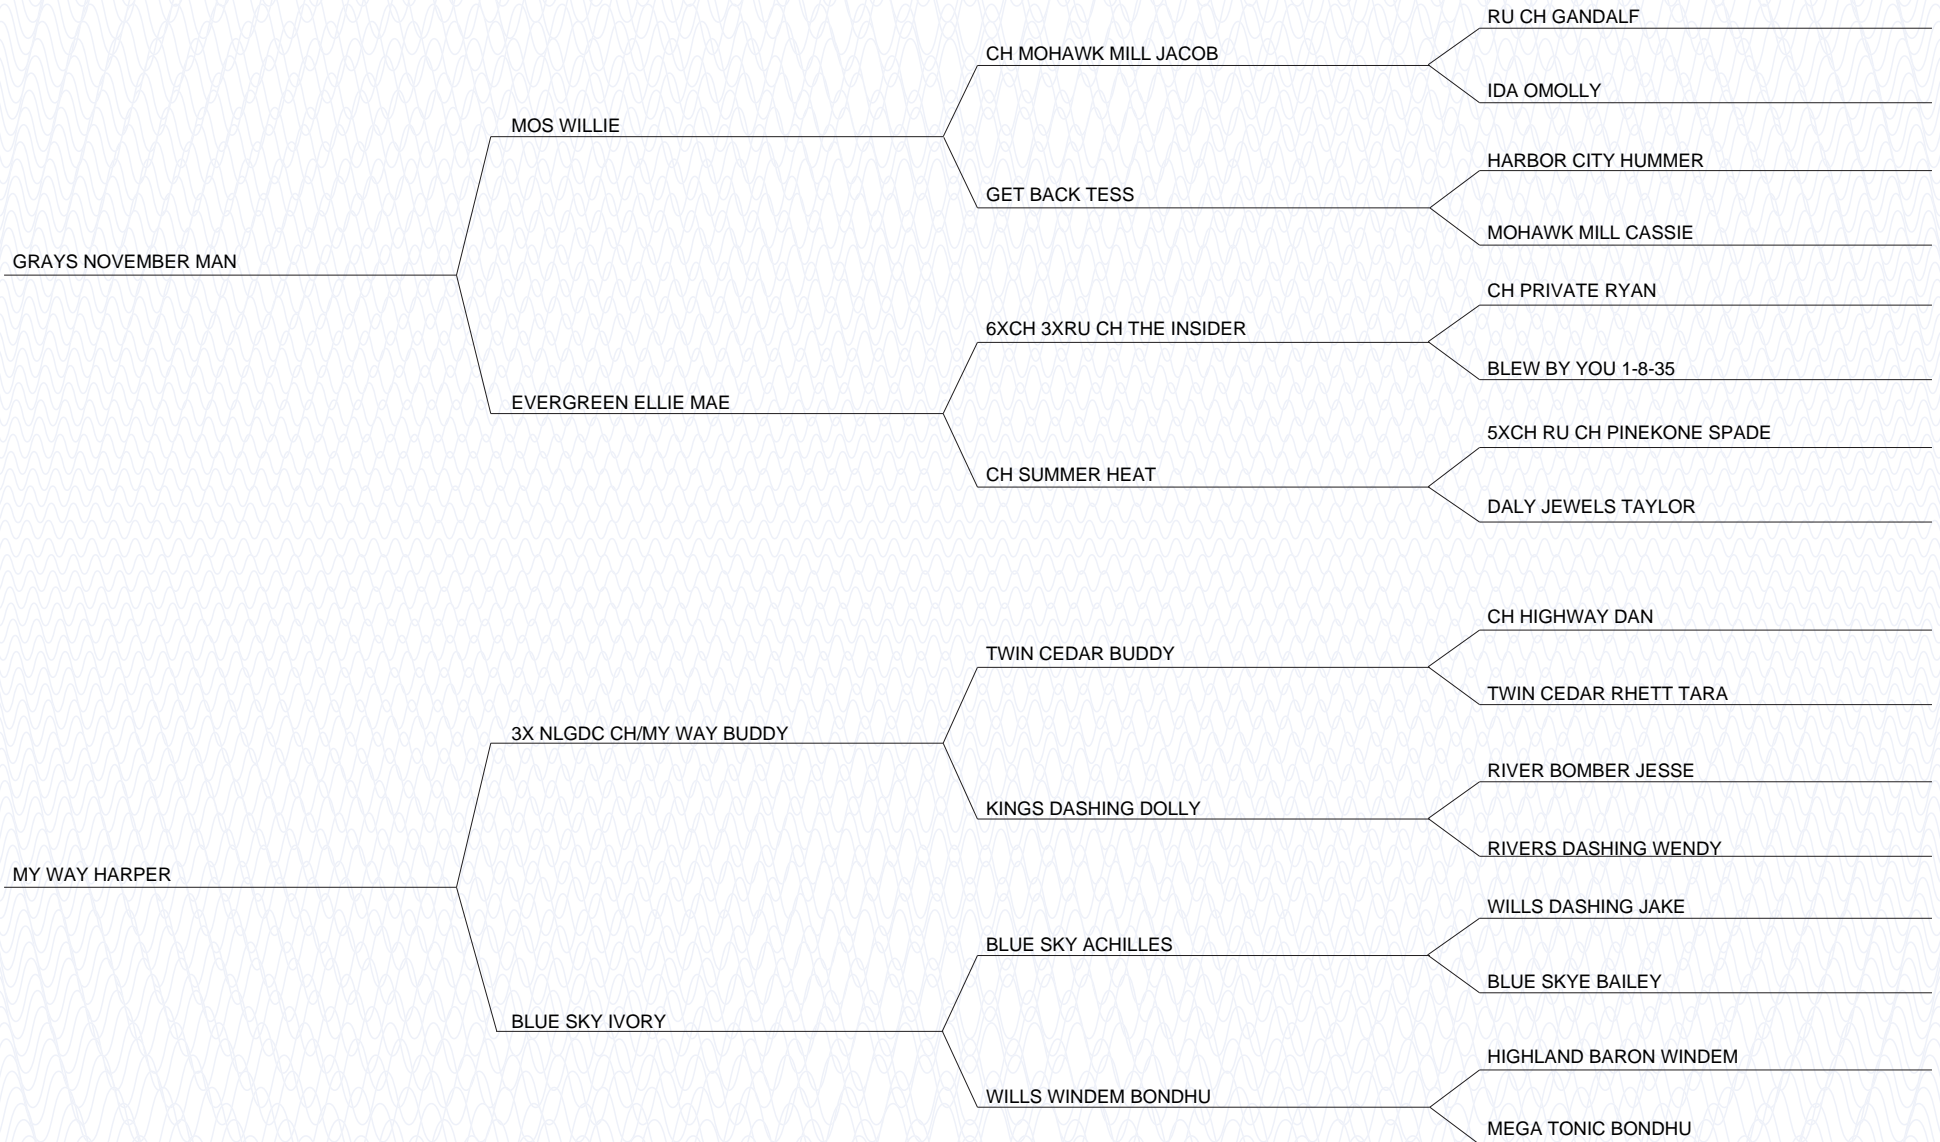 RU CH GANDALF
CH MOHAWK MILL JACOB
IDA OMOLLY
MOS WILLIE
HARBOR CITY HUMMER
GET BACK TESS
MOHAWK MILL CASSIE
GRAYS NOVEMBER MAN
CH PRIVATE RYAN
6XCH 3XRU CH THE INSIDER
BLEW BY YOU 1-8-35
EVERGREEN ELLIE MAE
5XCH RU CH PINEKONE SPADE
CH SUMMER HEAT
DALY JEWELS TAYLOR
CH HIGHWAY DAN
TWIN CEDAR BUDDY
TWIN CEDAR RHETT TARA
3X NLGDC CH/MY WAY BUDDY
RIVER BOMBER JESSE
KINGS DASHING DOLLY
RIVERS DASHING WENDY
MY WAY HARPER
WILLS DASHING JAKE
BLUE SKY ACHILLES
BLUE SKYE BAILEY
BLUE SKY IVORY
HIGHLAND BARON WINDEM
WILLS WINDEM BONDHU
MEGA TONIC BONDHU